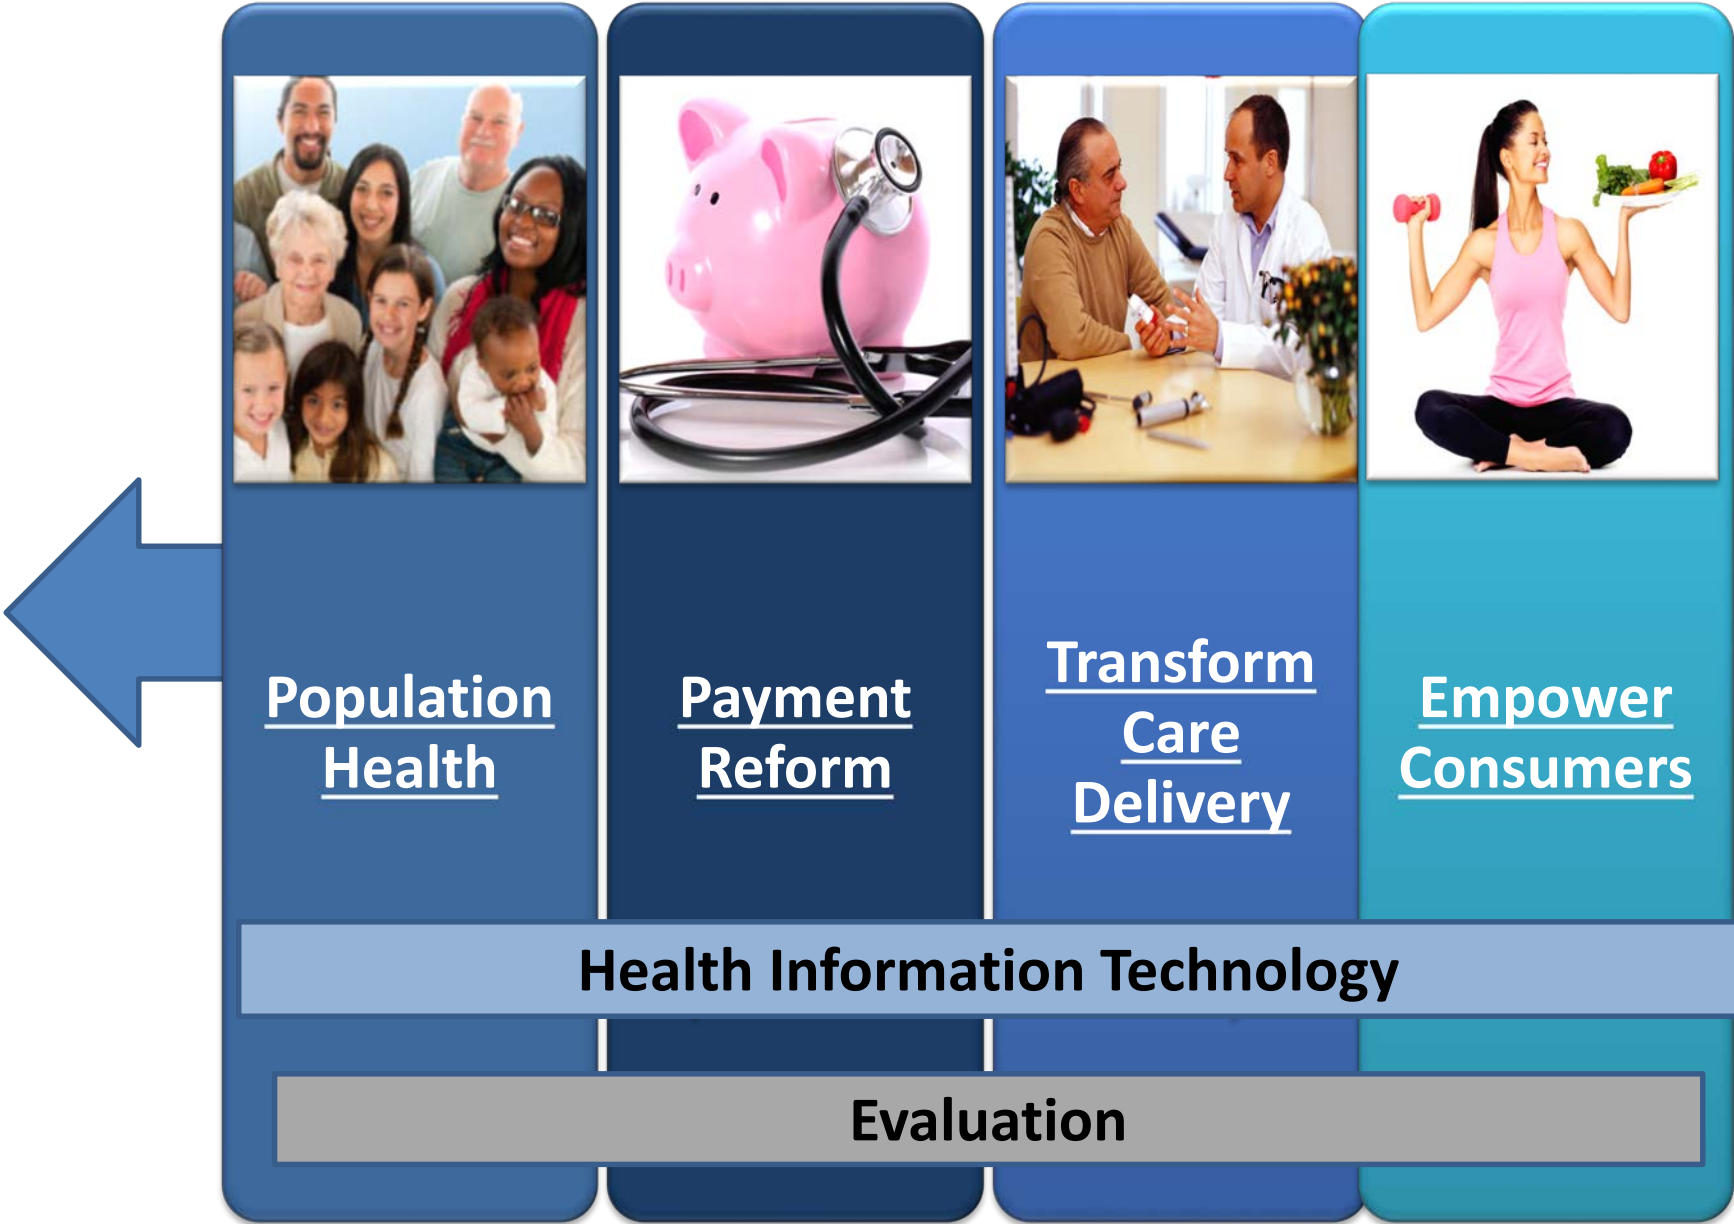 Population
Health
Payment
Reform
Transform
Care
Delivery
Empower
Consumers
Health Information Technology
Evaluation